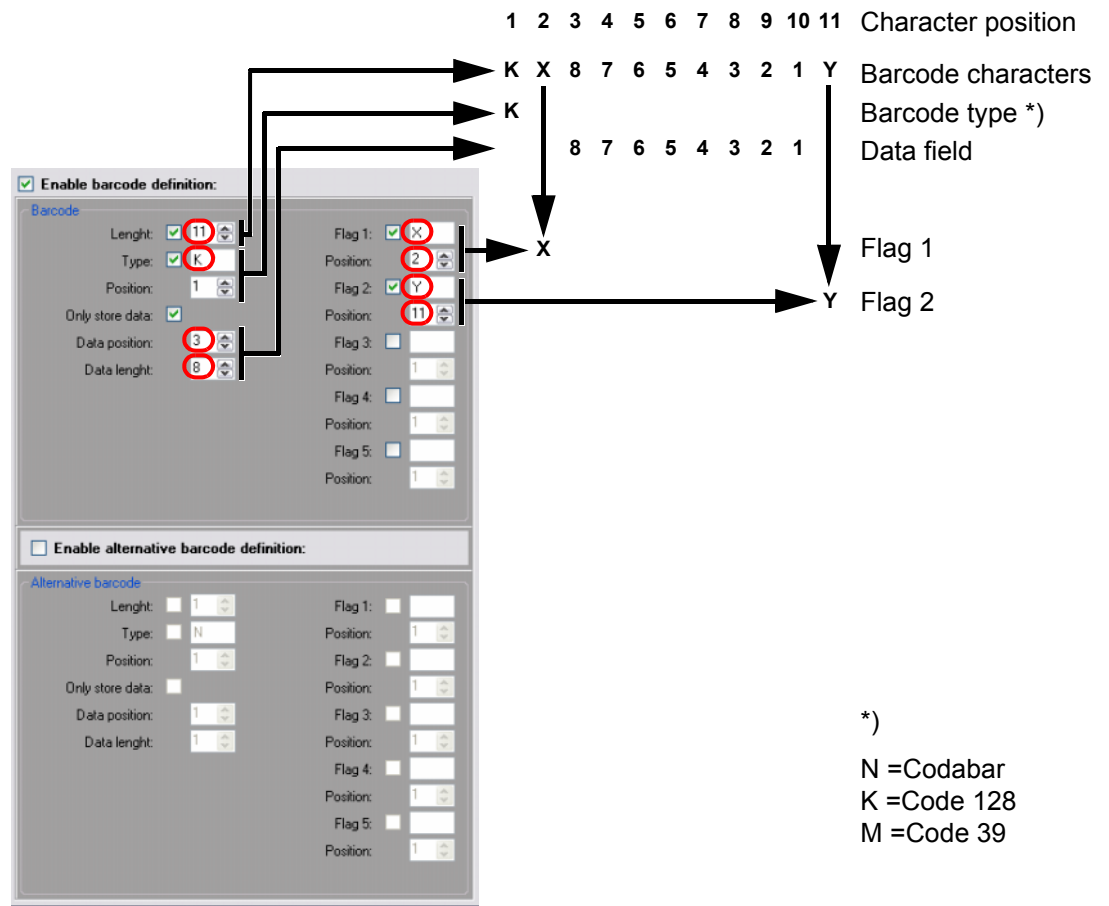 1 2 3 4 5 6 7 8 9 10 11 Character position
K X 8 7 6 5 4 3 2 1 Y Barcode characters
K Barcode type *)
8 7 6 5 4 3 2 1 Data field
Enable barcode definition:
Barcode
Lenght: 11 Flag 1: X X Flag 1
Type: K Position: 2
Position: 1 Flag 2: Y Y Flag 2
Only store data: Position: 11
Data position: 3 Flag 3:
Data lenght: 8 Position: 1
Flag 4:
Position: 1
Flag 5:
Position: 1
Enable alternative barcode definition:
Alternative barcode
Lenght: 1 Flag 1:
Type: N Position: 1
Position: 1 Flag 2:
Only store data: Position: 1
Data position: 1 Flag 3:
Data lenght: 1 Position: 1
Flag 4:
Position: 1
Flag 5:
Position: 1
*)
N =Codabar
K =Code 128
M =Code 39